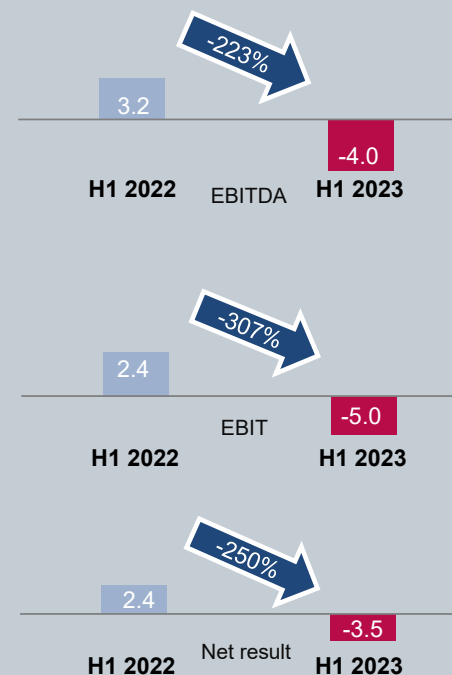 -223%
3.2
-4.0
H1 2022 EBITDA H1 2023
-307%
2.4
-5.0
EBIT
H1 2022 H1 2023
-250%
2.4
-3.5
Net result
H1 2022 H1 2023